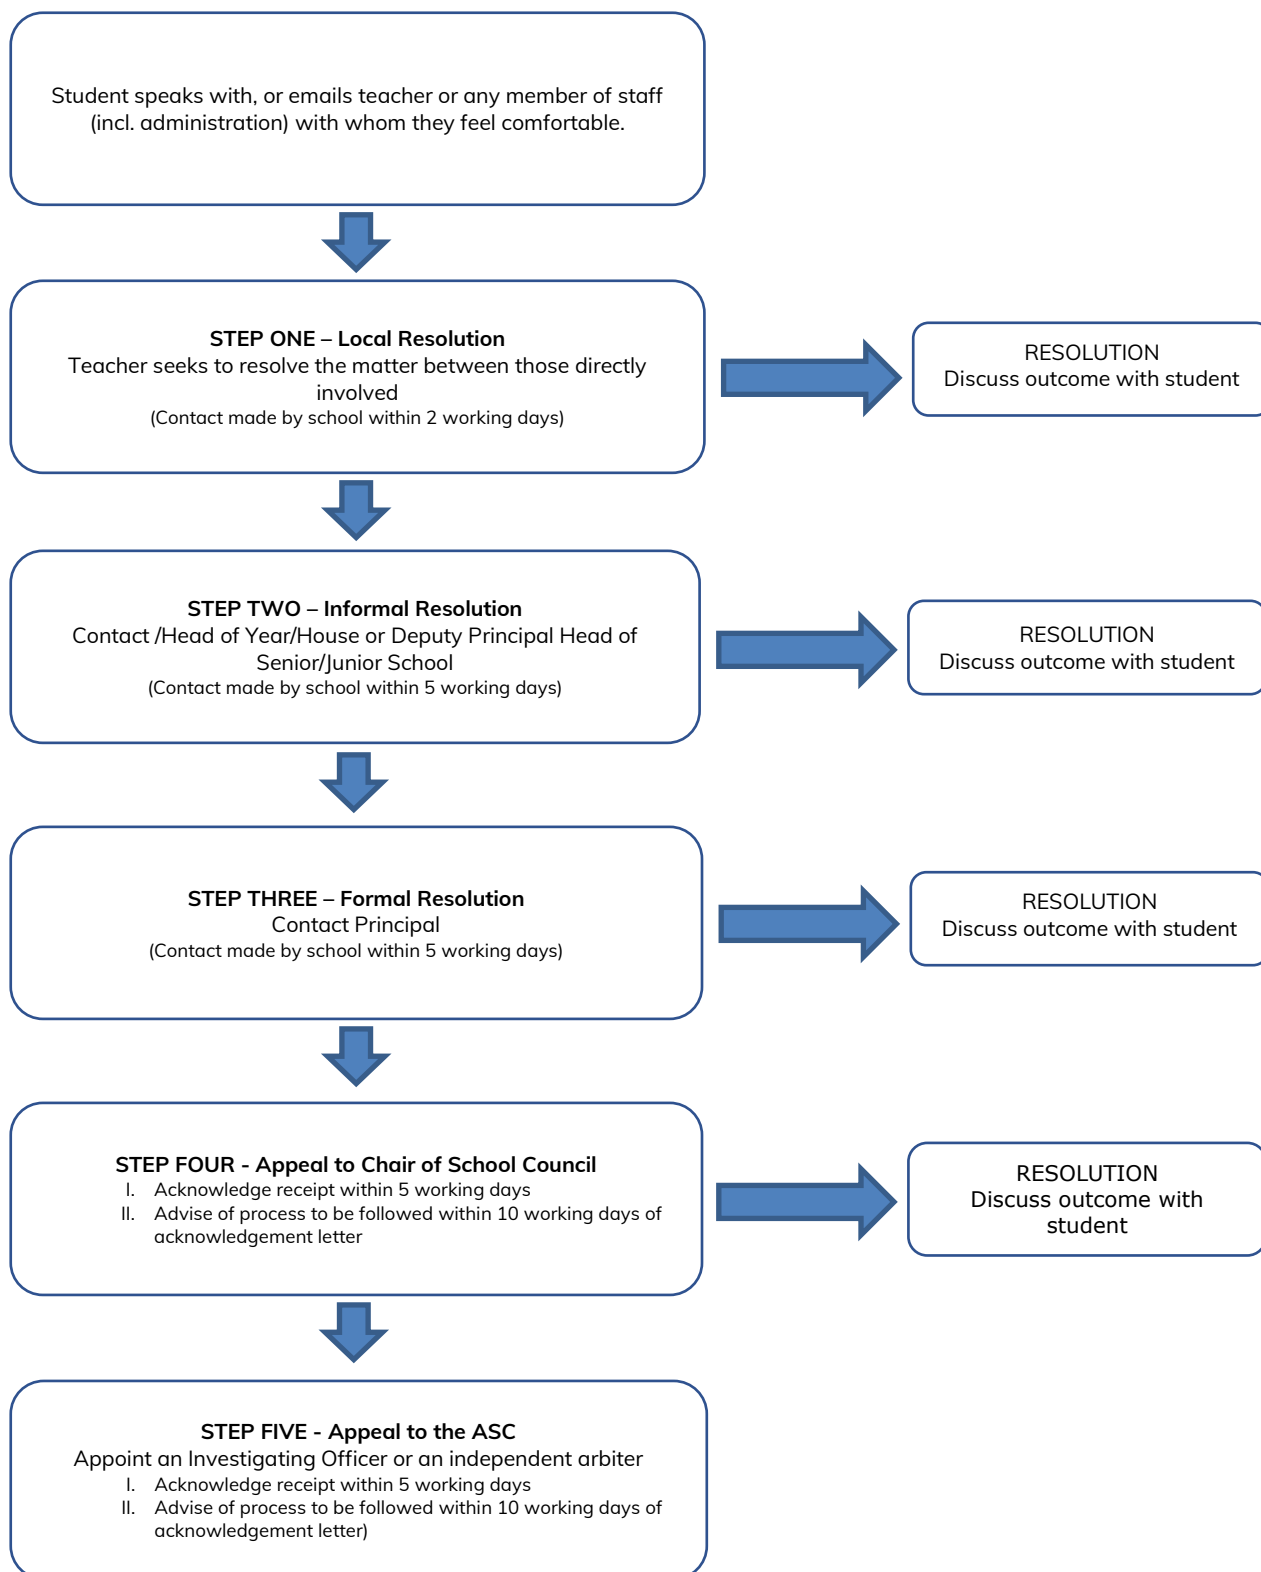 Student speaks with, or emails teacher or any member of staff
(incl. administration) with whom they feel comfortable.
STEP ONE – Local Resolution
Teacher seeks to resolve the matter between those directly
involved
(Contact made by school within 2 working days)
RESOLUTION
Discuss outcome with student
STEP TWO – Informal Resolution
Contact /Head of Year/House or Deputy Principal Head of
Senior/Junior School
(Contact made by school within 5 working days)
RESOLUTION
Discuss outcome with student
STEP THREE – Formal Resolution
Contact Principal
(Contact made by school within 5 working days)
RESOLUTION
Discuss outcome with student
STEP FOUR - Appeal to Chair of School Council
I. Acknowledge receipt within 5 working days
II. Advise of process to be followed within 10 working days of
acknowledgement letter
RESOLUTION
Discuss outcome with
student
STEP FIVE - Appeal to the ASC
Appoint an Investigating Officer or an independent arbiter
I. Acknowledge receipt within 5 working days
II. Advise of process to be followed within 10 working days of
acknowledgement letter)